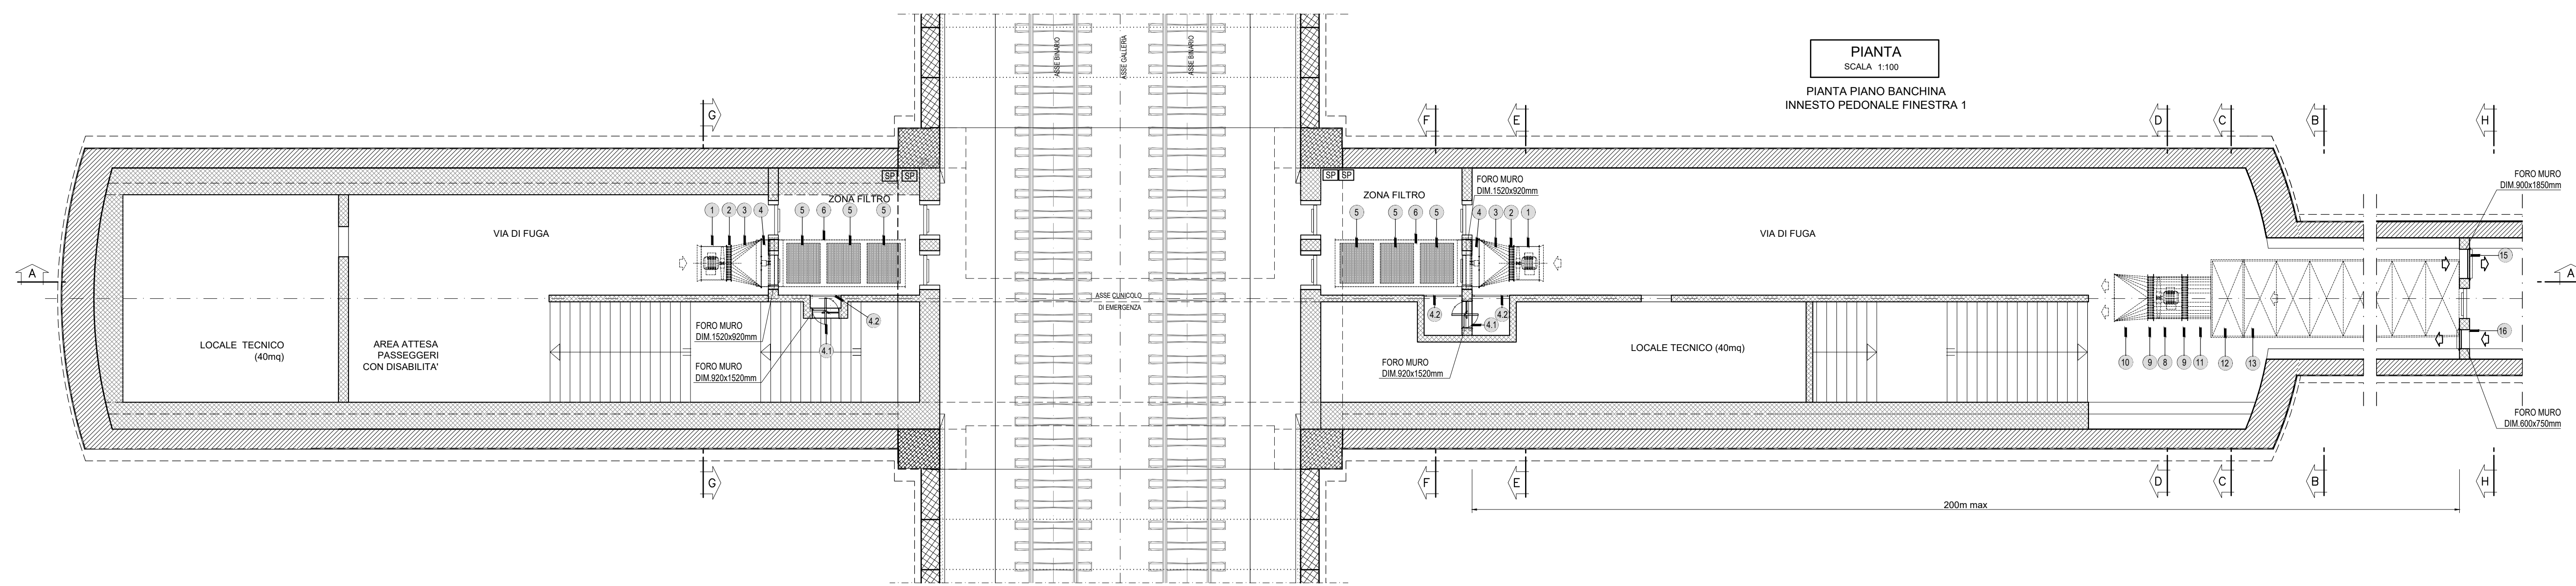 PIANTA
SCALA 1:100
PIANTA PIANO BANCHINA
INNESTO PEDONALE FINESTRA 1
ASSE BINARIO
ASSE GALLERIA
ASSE BINARIO
G
F
E
D
C
B
H
FORO MURO
DIM.900x1850mm
SP SP
SP SP
FORO MURO
DIM.1520x920mm
ZONA FILTRO
ZONA FILTRO
1 2 3 4 5 6 5 5
5 5 6 5 4 3 2 1
VIA DI FUGA
VIA DI FUGA
15
A
A
ASSE CUNICOLO
DI EMERGENZA
4.2
4.2
4.2
4.1
16
FORO MURO
DIM.1520x920mm
4.1
LOCALE TECNICO
(40mq)
AREA ATTESA
PASSEGGERI
CON DISABILITA'
LOCALE TECNICO (40mq)
FORO MURO
DIM.920x1520mm
FORO MURO
DIM.920x1520mm
10 9 8 9 11 12 13
FORO MURO
DIM.600x750mm
G
F
E
D
C
B
H
200m max